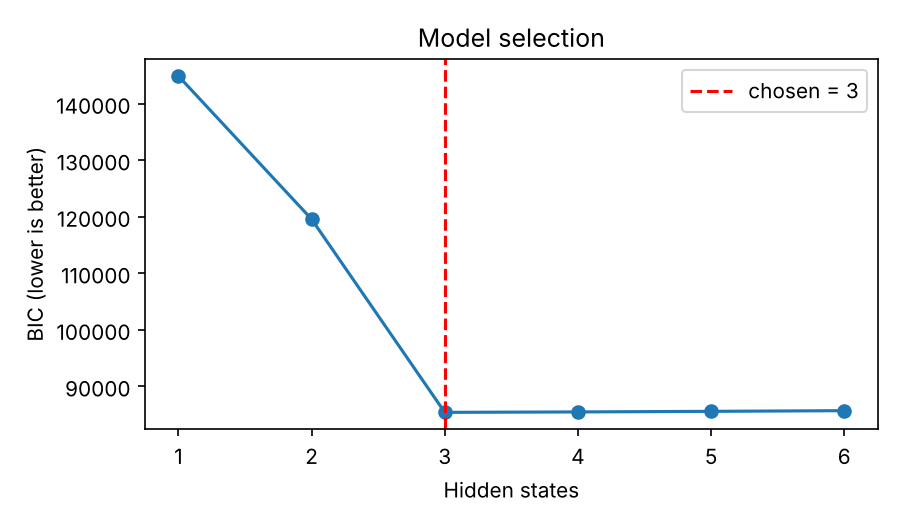 Model selection
chosen = 3
BIC (lower is better)
140000
130000
120000
110000
100000
90000
1 2 3 4 5 6
Hidden states